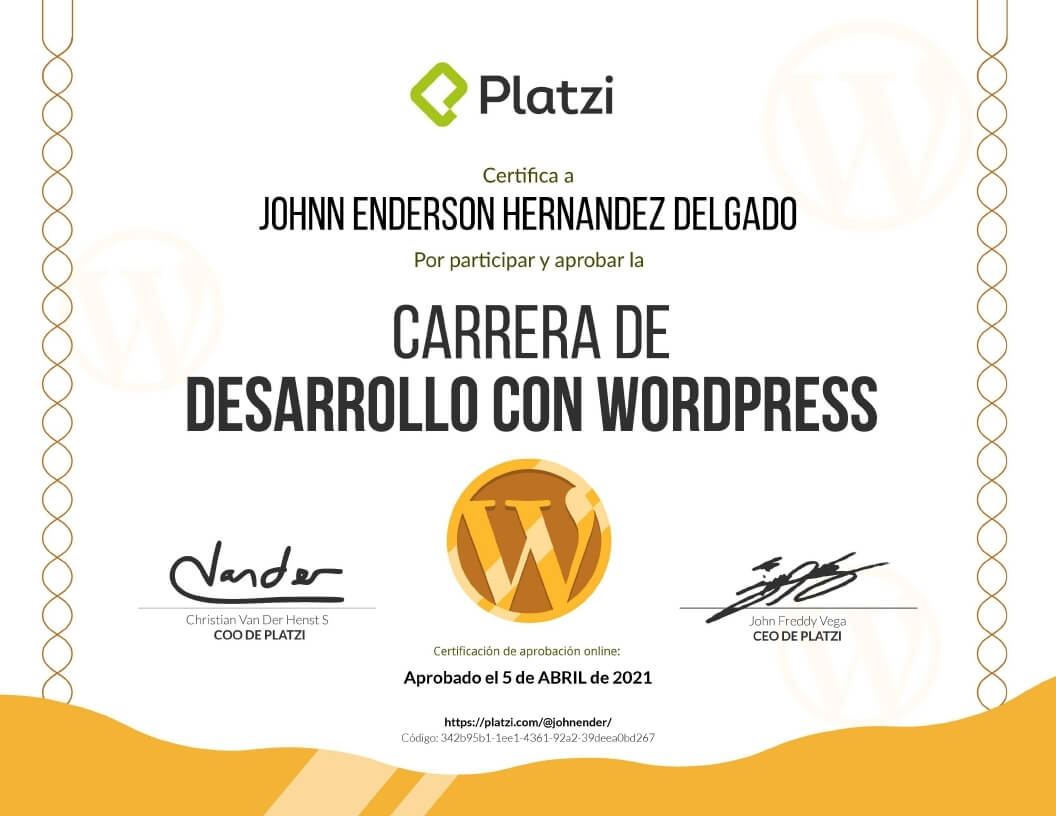 Platzi
Certifica a
JOHNN ENDERSON HERNANDEZ DELGADO
Por participar y aprobar la
CARRERA DE
DESARROLLO CON WORDPRESS
Vander
Christian Van Der Henst S
COO DE PLATZI
John Freddy Vega
CEO DE PLATZI
Certificación de aprobación online:
Aprobado el 5 de ABRIL de 2021
https://platzi.com/@johnender/
Código: 342b95b1-1ee1-4361-92a2-39deea0bd267